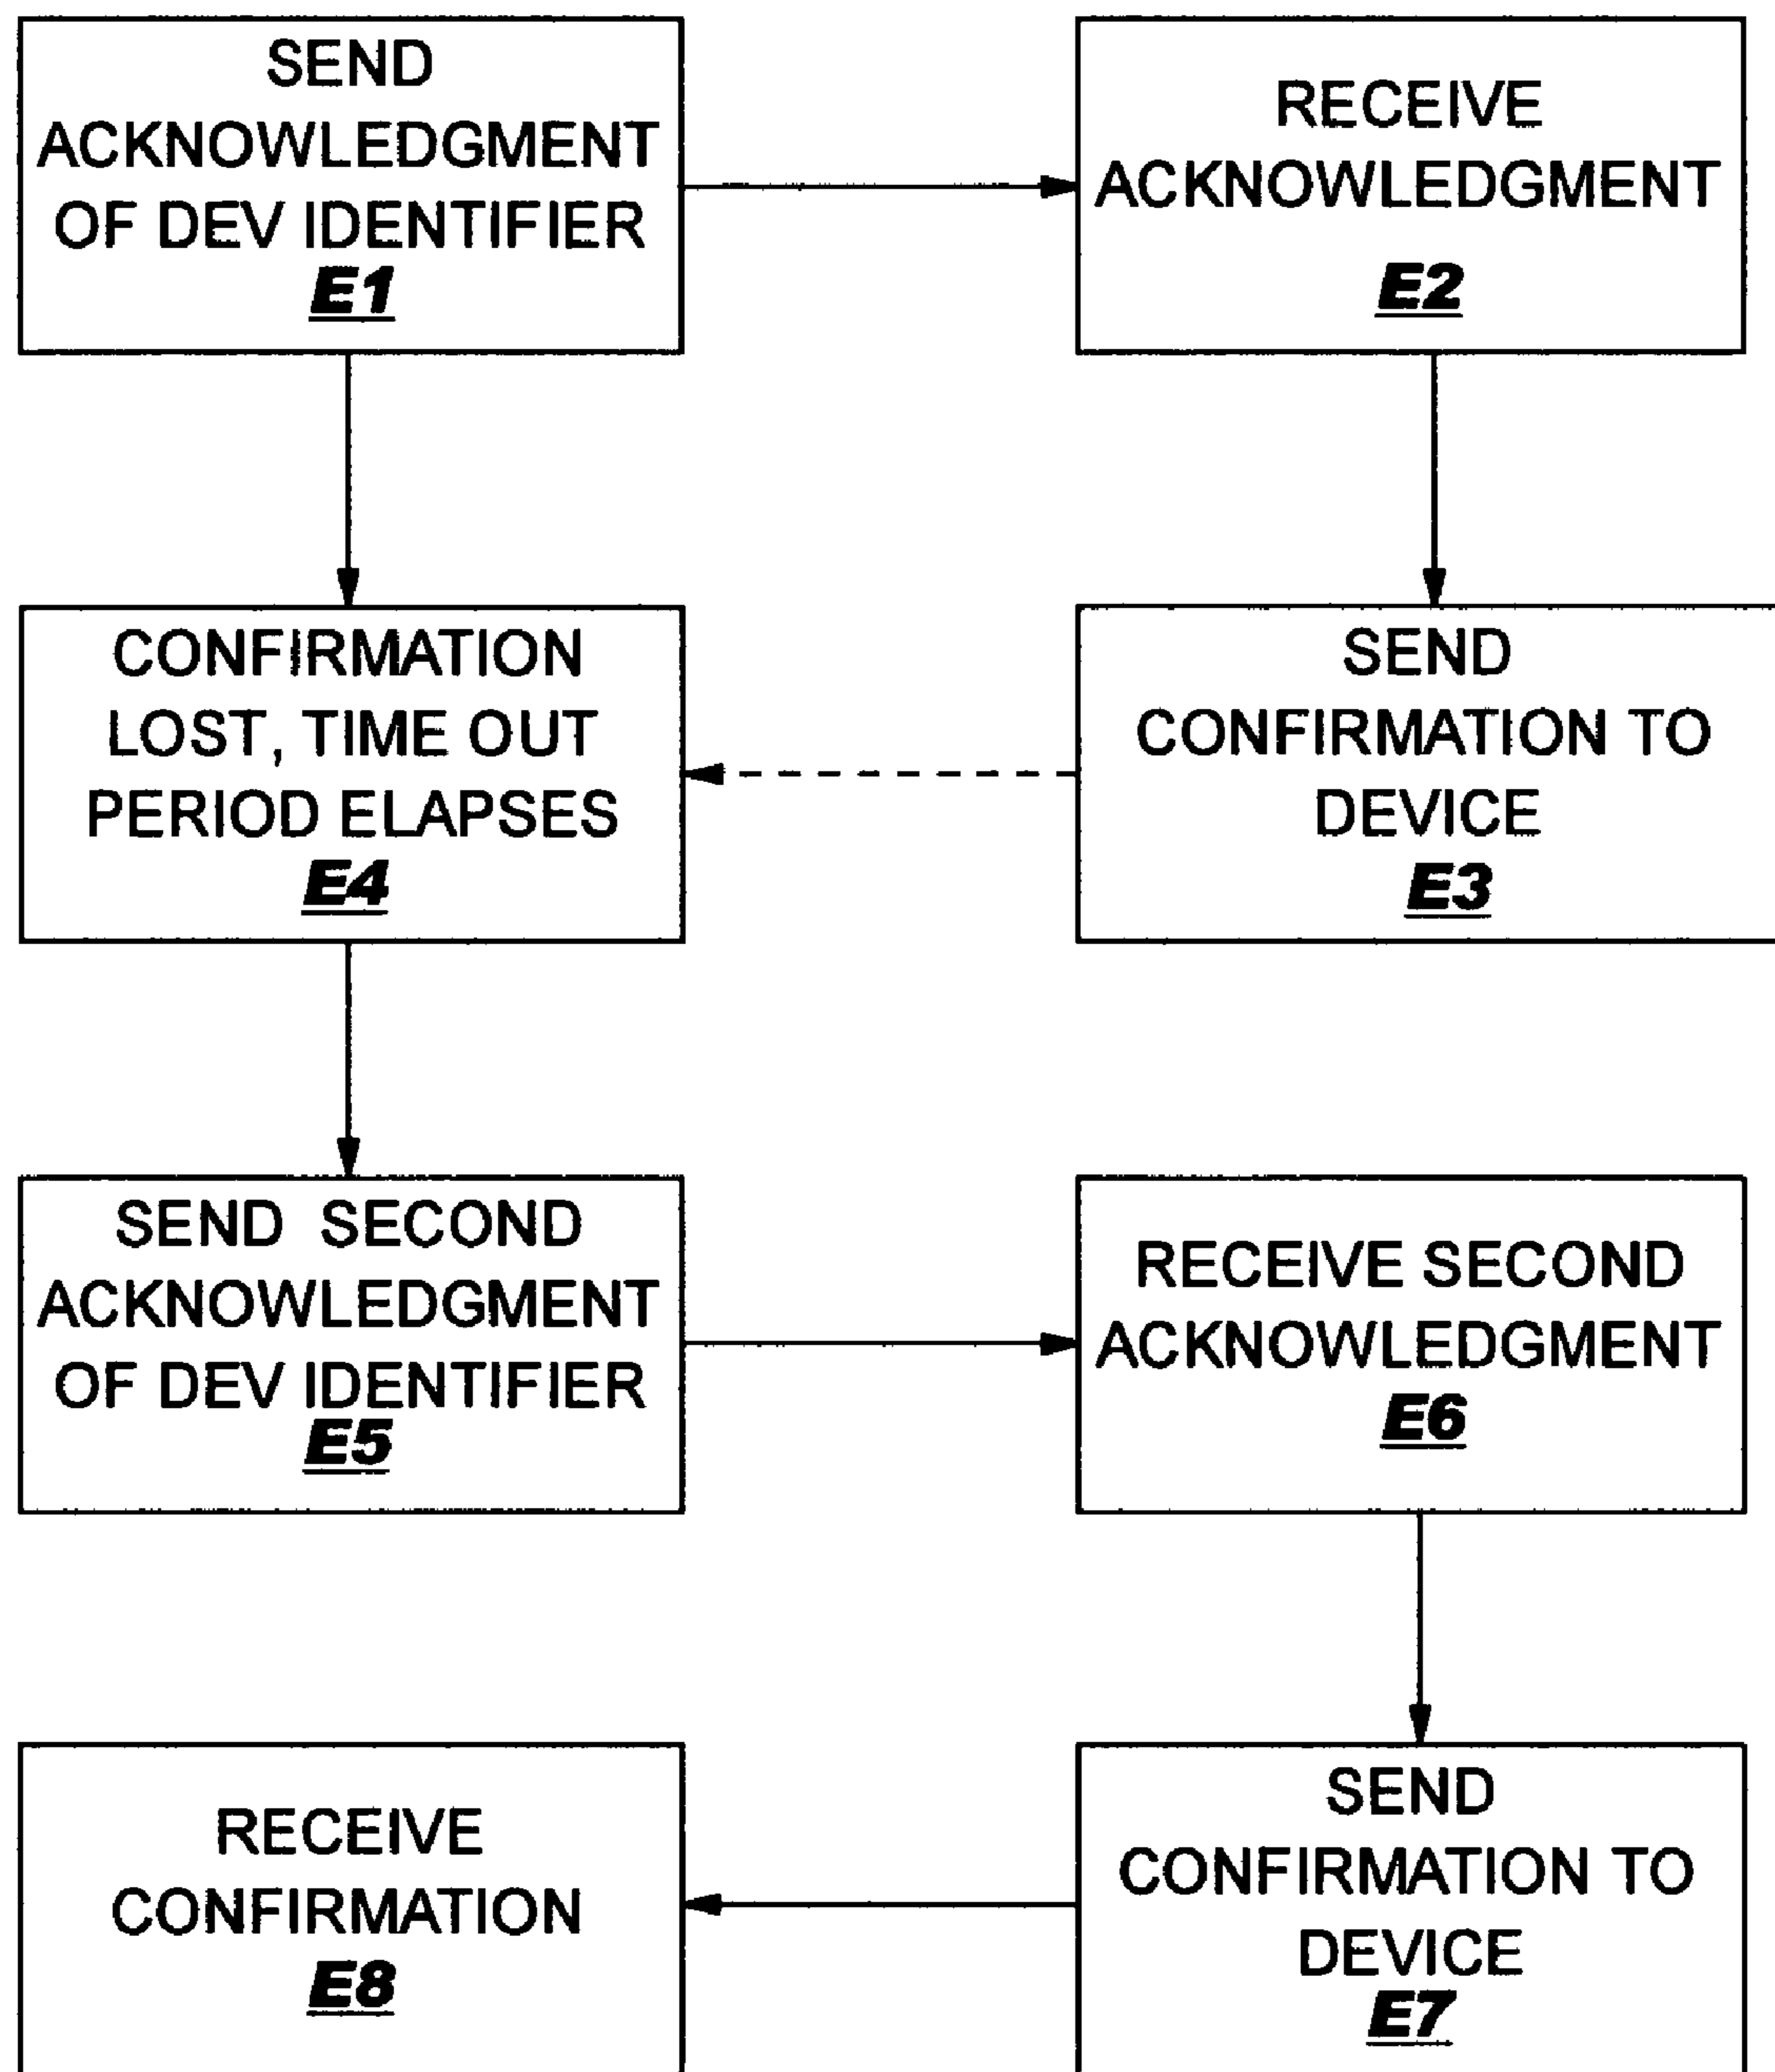 SEND
ACKNOWLEDGMENT
OF DEV IDENTIFIER
E1
RECEIVE
ACKNOWLEDGMENT
E2
CONFIRMATION
LOST, TIME OUT
PERIOD ELAPSES
E4
SEND
CONFIRMATION TO
DEVICE
E3
SEND SECOND
ACKNOWLEDGMENT
OF DEV IDENTIFIER
E5
RECEIVE SECOND
ACKNOWLEDGMENT
E6
RECEIVE
CONFIRMATION
E8
SEND
CONFIRMATION TO
DEVICE
E7